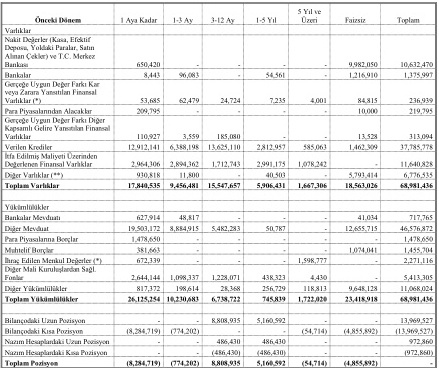 Önceki Dönem 1 Aya Kadar 1-3 Ay 3-12 Ay 1-5 Yıl 5 Yıl ve Üzeri Faizsiz Toplam
Varlıklar
Nakit Değerler (Kasa, Efektif
Deposu, Yoldaki Paralar, Satın
Alınan Çekler) ve T.C. Merkez
Bankası 650,420 - - - - 9,982,050 10,632,470
Bankalar 8,443 96,083 - 54,561 - 1,216,910 1,375,997
Gerçeğe Uygun Değer Farkı Kar
veya Zarara Yansıtılan Finansal
Varlıklar (*) 53,685 62,479 24,724 7,235 4,001 84,815 236,939
Para Piyasalarından Alacaklar 209,795 - - - - 10,000 219,795
Gerçeğe Uygun Değer Farkı Diğer
Kapsamlı Gelire Yansıtılan Finansal
Varlıklar 110,927 3,559 185,080 - - 13,528 313,094
Verilen Krediler 12,912,141 6,388,198 13,625,110 2,812,957 585,063 1,462,309 37,785,778
İtfa Edilmiş Maliyeti Üzerinden
Değerlenen Finansal Varlıklar 2,964,306 2,894,362 1,712,743 2,991,175 1,078,242 - 11,640,828
Diğer Varlıklar (**) 930,818 11,800 - 40,503 - 5,793,414 6,776,535
Toplam Varlıklar 17,840,535 9,456,481 15,547,657 5,906,431 1,667,306 18,563,026 68,981,436
Yükümlülükler
Bankalar Mevduatı 627,914 48,817 - - - 41,034 717,765
Diğer Mevduat 19,503,172 8,884,915 5,482,283 50,787 - 12,655,715 46,576,872
Para Piyasalarına Borçlar 1,478,650 - - - - - 1,478,650
Muhtelif Borçlar 381,663 - - - - 1,074,041 1,455,704
İhraç Edilen Menkul Değerler (*) 672,339 - - - 1,598,777 - 2,271,116
Diğer Mali Kuruluşlardan Sağl.
Fonlar 2,644,144 1,098,337 1,228,071 438,323 4,430 - 5,413,305
Diğer Yükümlülükler 817,372 198,614 28,368 256,729 118,813 9,648,128 11,068,024
Toplam Yükümlülükler 26,125,254 10,230,683 6,738,722 745,839 1,722,020 23,418,918 68,981,436
Bilançodaki Uzun Pozisyon - - 8,808,935 5,160,592 - - 13,969,527
Bilançodaki Kısa Pozisyon (8,284,719) (774,202) - - (54,714) (4,855,892) (13,969,527)
Nazım Hesaplardaki Uzun Pozisyon - - 486,430 486,430 - - 972,860
Nazım Hesaplardaki Kısa Pozisyon - - (486,430) (486,430) - - (972,860)
Toplam Pozisyon (8,284,719) (774,202) 8,808,935 5,160,592 (54,714) (4,855,892) -